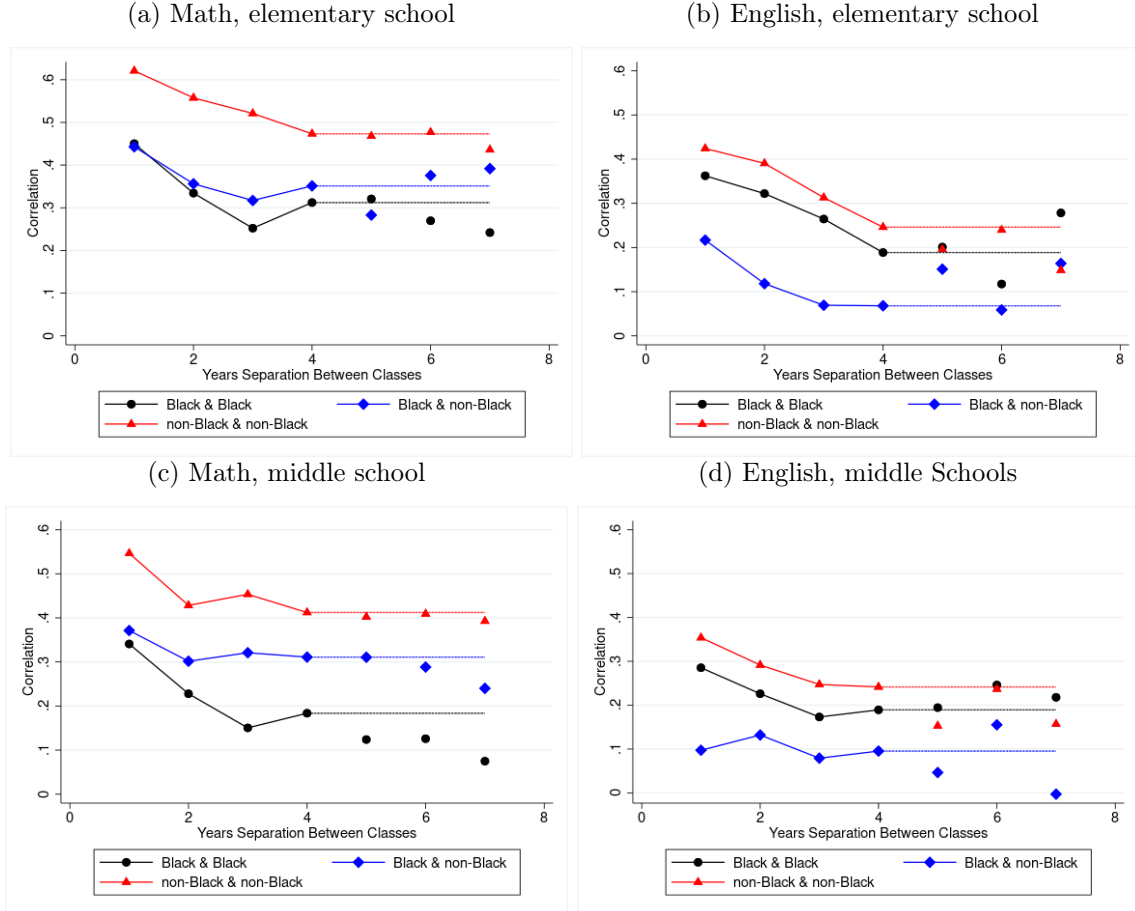 (a) Math, elementary school
Correlation
0 .1 .2 .3 .4 .5 .6
0 2 4 6 8
Years Separation Between Classes
Black & Black
Black & non-Black
non-Black & non-Black
(b) English, elementary school
Correlation
0 .1 .2 .3 .4 .5 .6
0 2 4 6 8
Years Separation Between Classes
Black & Black
Black & non-Black
non-Black & non-Black
(c) Math, middle school
Correlation
0 .1 .2 .3 .4 .5 .6
0 2 4 6 8
Years Separation Between Classes
Black & Black
Black & non-Black
non-Black & non-Black
(d) English, middle Schools
Correlation
0 .1 .2 .3 .4 .5 .6
0 2 4 6 8
Years Separation Between Classes
Black & Black
Black & non-Black
non-Black & non-Black